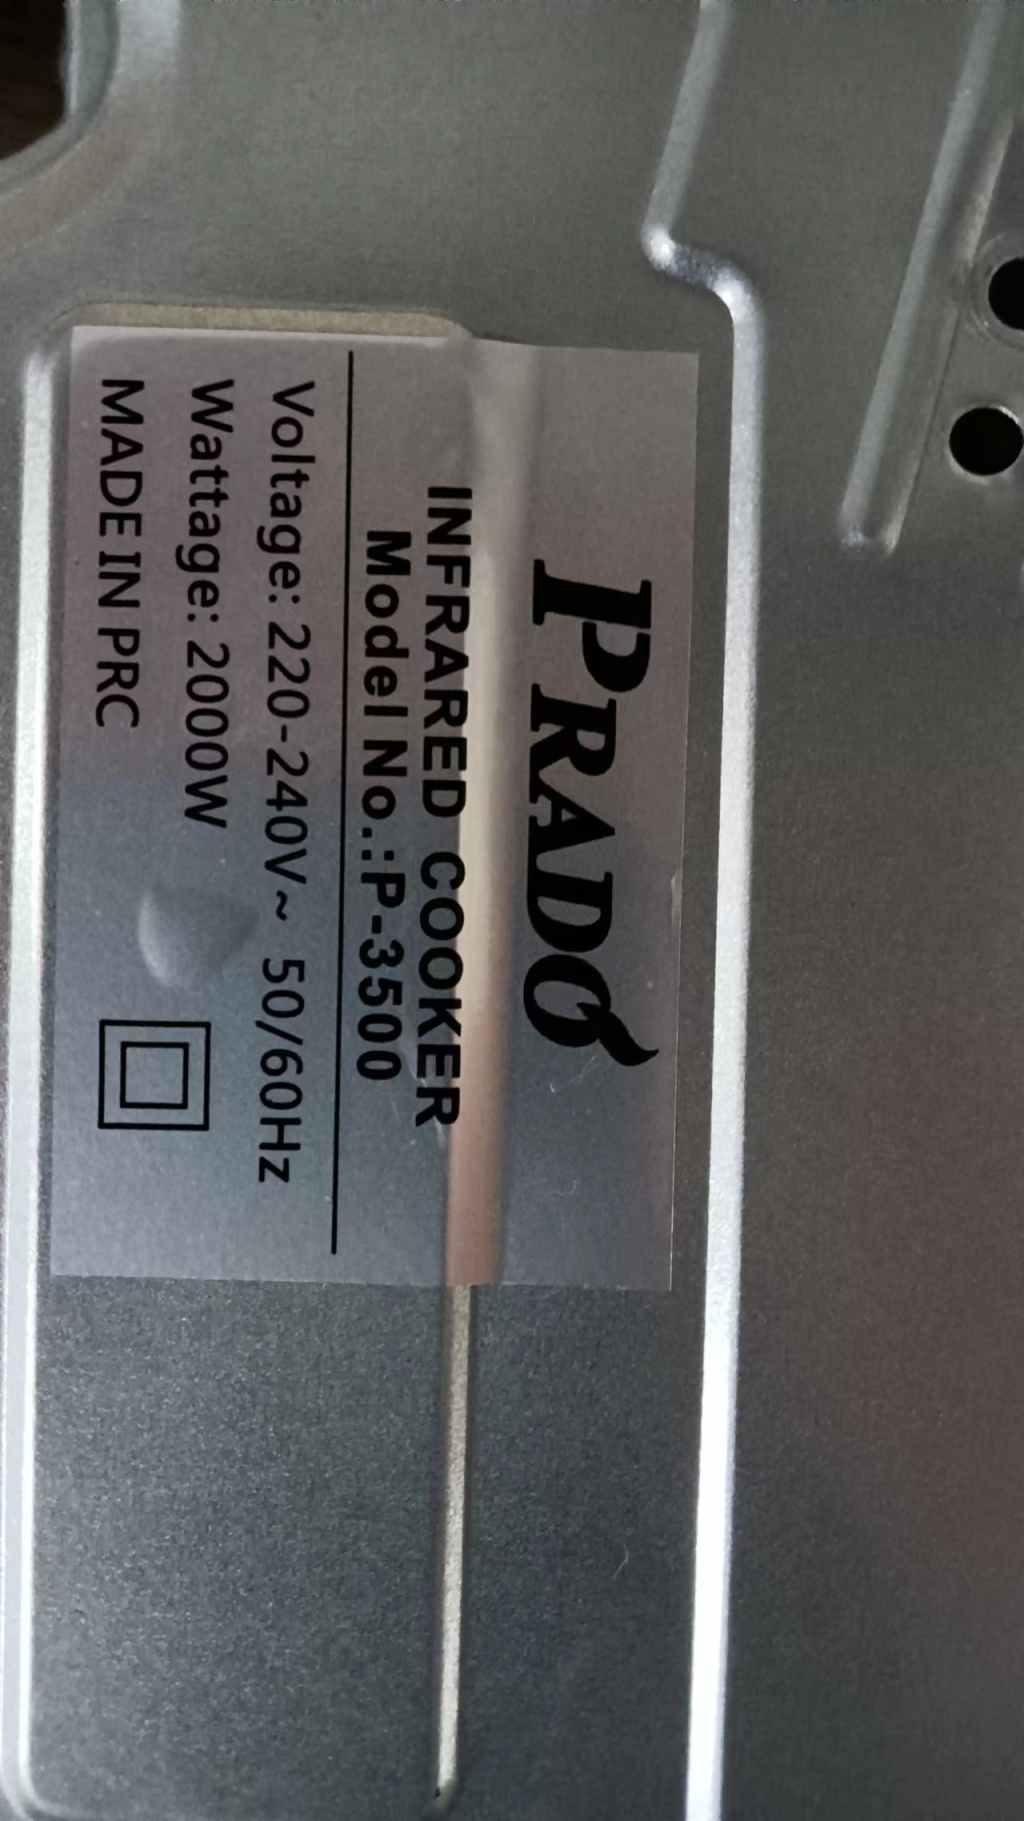 PRADO
INFRARED COOKER
Model No.:P-3500
Voltage: 220-240V~ 50/60Hz
Wattage: 2000W
MADE IN PRC